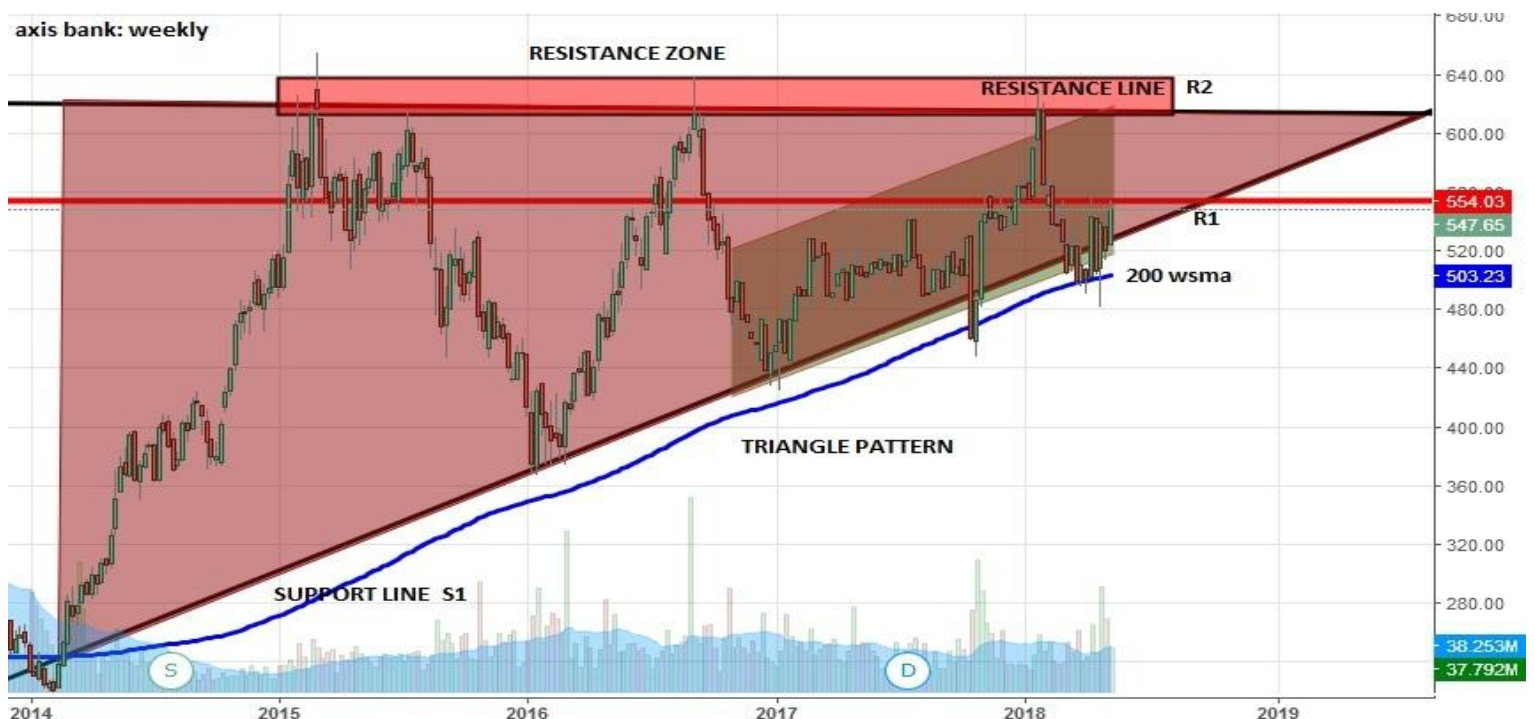 680.00
axis bank: weekly
RESISTANCE ZONE
640.00
RESISTANCE LINE R2
600.00
554.03
R1
547.65
520.00
200 wsma
503.23
480.00
440.00
TRIANGLE PATTERN
400.00
360.00
320.00
SUPPORT LINE S1
280.00
38.253M
S
D
37.792M
2014 2015 2016 2017 2018 2019